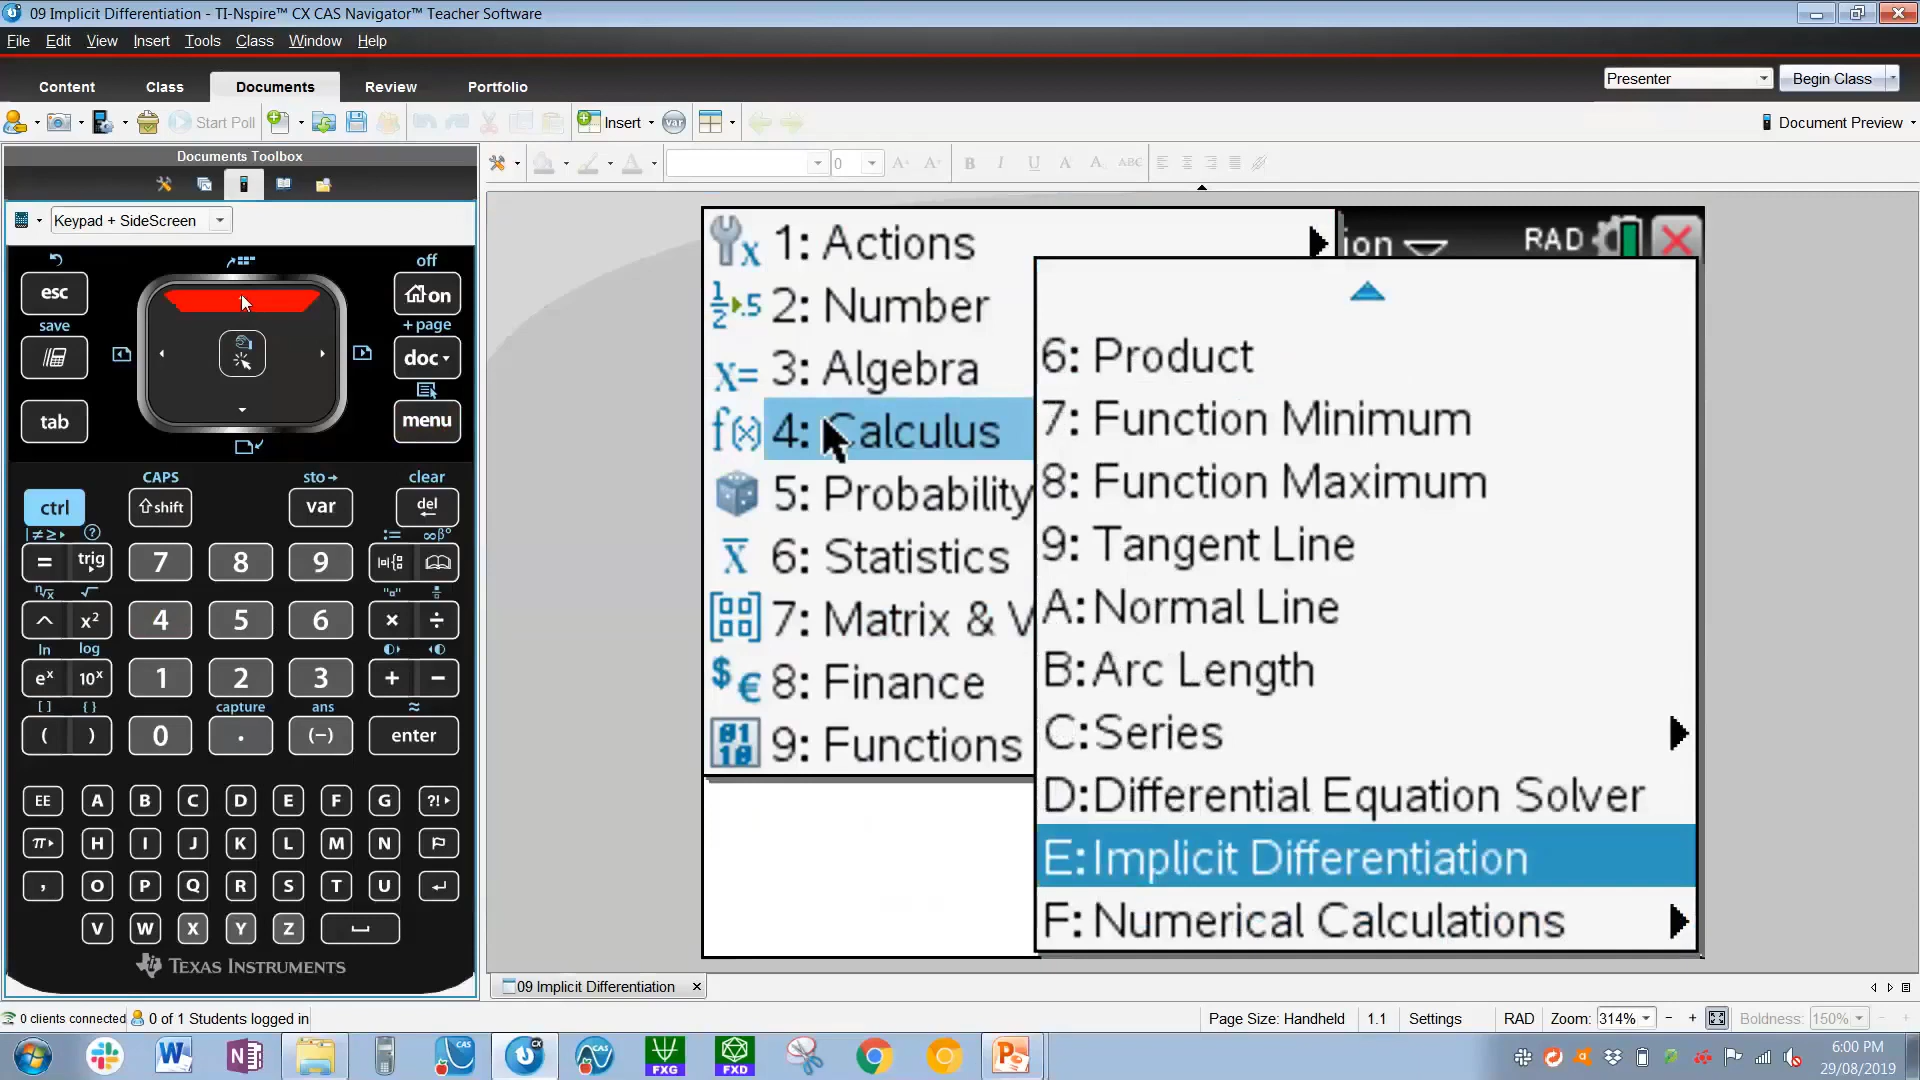 09 Implicit Differentiation - TI-Nspire™ CX CAS Navigator™ Teacher Software
File Edit View Insert Tools Class Window Help
Content Class Documents Review Portfolio
Presenter Begin Class
Start Poll Insert var Document Preview
Documents Toolbox
0 A A B I U A A ABC
Keypad + SideScreen
off
esc on
save + page
doc
tab menu
CAPS sto→ clear
ctrl shift var del
= trig 7 8 9
^ x² 4 5 6 × ÷
ln log
eˣ 10ˣ 1 2 3 + −
[ ] { } capture ans ≈
( ) 0 . (−) enter
EE A B C D E F G ?!▸
π▸ H I J K L M N
, O P Q R S T U
V W X Y Z
TEXAS INSTRUMENTS
1: Actions
2: Number
3: Algebra
4: Calculus
5: Probability
6: Statistics
7: Matrix & V
8: Finance
9: Functions
ion RAD
6: Product
7: Function Minimum
8: Function Maximum
9: Tangent Line
A: Normal Line
B: Arc Length
C: Series
D: Differential Equation Solver
E: Implicit Differentiation
F: Numerical Calculations
09 Implicit Differentiation
0 clients connected 0 of 1 Students logged in
Page Size: Handheld 1.1 Settings RAD Zoom: 314% − + Boldness: 150%
FXG FXD
6:00 PM
29/08/2019